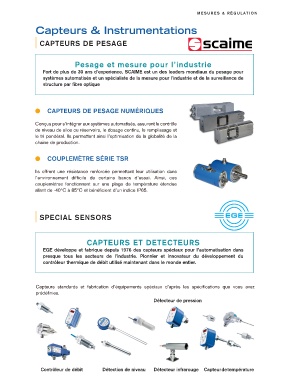 MESURES & RÉGULATION
Capteurs & Instrumentations
CAPTEURS DE PESAGE
scaime
Pesage et mesure pour l'industrie
Fort de plus de 30 ans d'experience, SCAIME est un des leaders mondiaux du pesage pour
systèmes automatisés et un spécialiste de la mesure pour l'industrie et de la surveillance de
structure par fibre optique
CAPTEURS DE PESAGE NUMÉRIQUES
Conçus pour s'intégrer aux systèmes automatisés, assurent le contrôle
de niveau de silos ou réservoirs, le dosage continu, le remplissage et
le tri pondéral. Ils permettent ainsi l'optimisation de la globalité de la
chaine de production.
COUPLEMÈTRE SÉRIE TSR
Ils offrent une résistance renforcée permettant leur utilisation dans
l'environnement difficile de certains bancs d'essai. Ainsi, ces
couplemètres fonctionnent sur une plage de température étendue
allant de -40°C à 85°C et bénéficient d'un indice IP65.
SPECIAL SENSORS
EGE
CAPTEURS ET DETECTEURS
EGE développe et fabrique depuis 1976 des capteurs spéciaux pour l'automatisation dans
presque tous les secteurs de l'industrie. Pionnier et innovateur du développement du
contrôleur thermique de débit utilisé maintenant dans le monde entier.
Capteurs standards et fabrication d'équipements spéciaux d'après les spécifications que vous avez
prédéfinies.
Détecteur de pression
Contrôleur de débit Détection de niveau Détecteur infrarouge Capteur de température